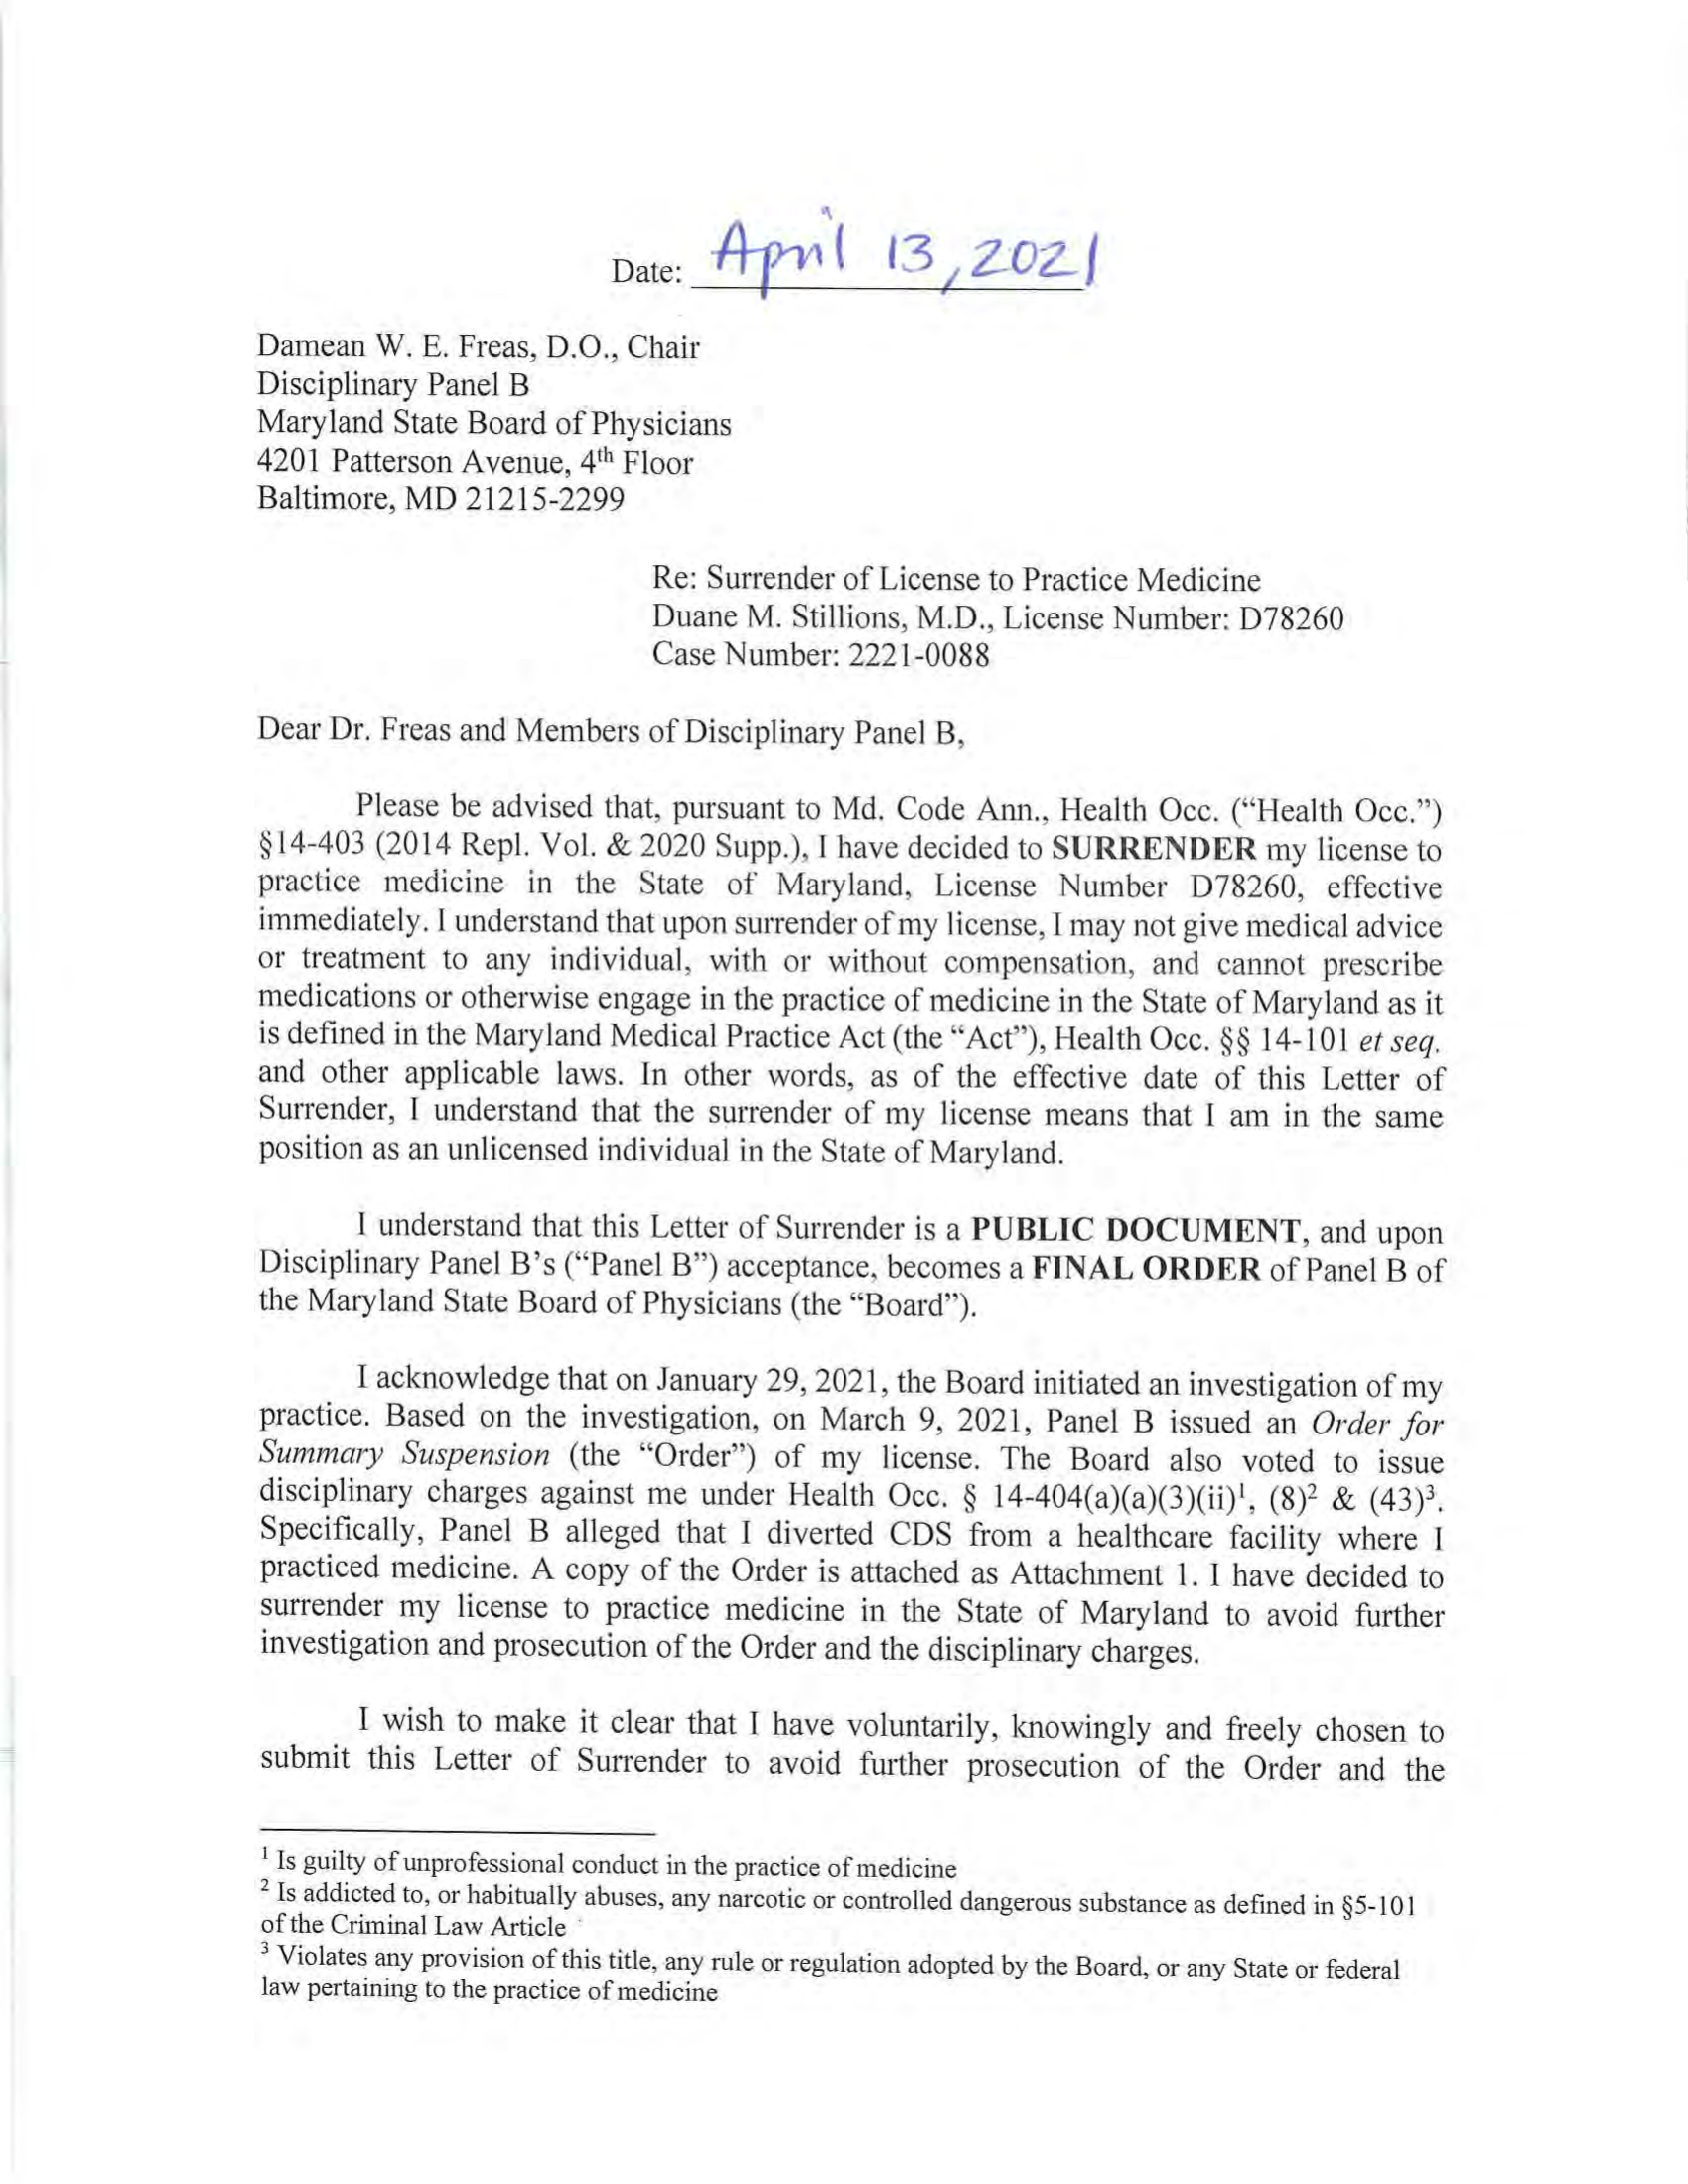 Date: April 13, 2021
Damean W. E. Freas, D.O., Chair
Disciplinary Panel B
Maryland State Board of Physicians
4201 Patterson Avenue, 4th Floor
Baltimore, MD 21215-2299
Re: Surrender of License to Practice Medicine
Duane M. Stillions, M.D., License Number: D78260
Case Number: 2221-0088
Dear Dr. Freas and Members of Disciplinary Panel B,
Please be advised that, pursuant to Md. Code Ann., Health Occ. (“Health Occ.”)
§14-403 (2014 Repl. Vol. & 2020 Supp.), I have decided to SURRENDER my license to
practice medicine in the State of Maryland, License Number D78260, effective
immediately. I understand that upon surrender of my license, I may not give medical advice
or treatment to any individual, with or without compensation, and cannot prescribe
medications or otherwise engage in the practice of medicine in the State of Maryland as it
is defined in the Maryland Medical Practice Act (the “Act”), Health Occ. §§ 14-101 et seq.
and other applicable laws. In other words, as of the effective date of this Letter of
Surrender, I understand that the surrender of my license means that I am in the same
position as an unlicensed individual in the State of Maryland.
I understand that this Letter of Surrender is a PUBLIC DOCUMENT, and upon
Disciplinary Panel B’s (“Panel B”) acceptance, becomes a FINAL ORDER of Panel B of
the Maryland State Board of Physicians (the “Board”).
I acknowledge that on January 29, 2021, the Board initiated an investigation of my
practice. Based on the investigation, on March 9, 2021, Panel B issued an Order for
Summary Suspension (the “Order”) of my license. The Board also voted to issue
disciplinary charges against me under Health Occ. § 14-404(a)(a)(3)(ii)¹, (8)² & (43)³.
Specifically, Panel B alleged that I diverted CDS from a healthcare facility where I
practiced medicine. A copy of the Order is attached as Attachment 1. I have decided to
surrender my license to practice medicine in the State of Maryland to avoid further
investigation and prosecution of the Order and the disciplinary charges.
I wish to make it clear that I have voluntarily, knowingly and freely chosen to
submit this Letter of Surrender to avoid further prosecution of the Order and the
¹ Is guilty of unprofessional conduct in the practice of medicine
² Is addicted to, or habitually abuses, any narcotic or controlled dangerous substance as defined in §5-101
of the Criminal Law Article
³ Violates any provision of this title, any rule or regulation adopted by the Board, or any State or federal
law pertaining to the practice of medicine